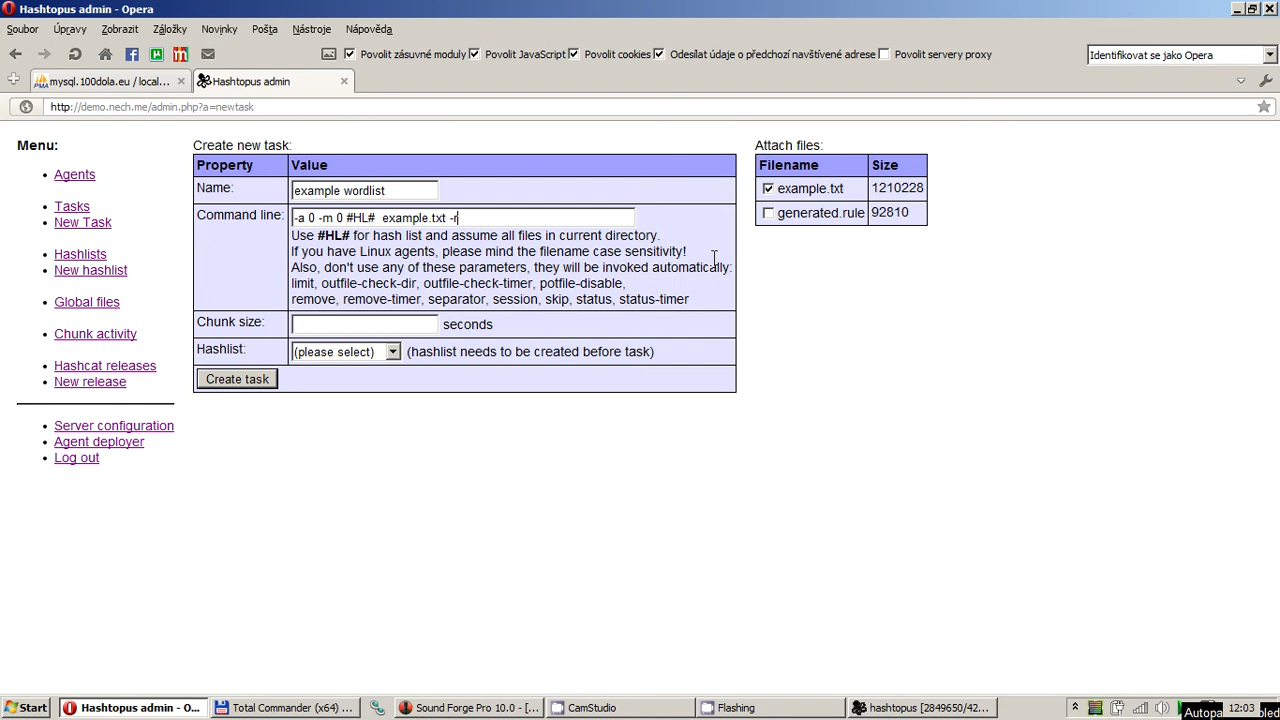 Hashtopus admin - Opera
Soubor Úpravy Zobrazit Záložky Novinky Pošta Nástroje Nápověda
Povolit zásuvné moduly Povolit JavaScript Povolit cookies Odesílat údaje o předchozí navštívené adrese Povolit servery proxy Identifikovat se jako Opera
mysql.100dola.eu / local... Hashtopus admin
http://demo.nech.me/admin.php?a=newtask
Menu:
Agents
Tasks
New Task
Hashlists
New hashlist
Global files
Chunk activity
Hashcat releases
New release
Server configuration
Agent deployer
Log out
Create new task:
Property Value
Name: example wordlist
Command line: -a 0 -m 0 #HL#  example.txt -r
Use #HL# for hash list and assume all files in current directory.
If you have Linux agents, please mind the filename case sensitivity!
Also, don't use any of these parameters, they will be invoked automatically:
limit, outfile-check-dir, outfile-check-timer, potfile-disable,
remove, remove-timer, separator, session, skip, status, status-timer
Chunk size: seconds
Hashlist: (please select) (hashlist needs to be created before task)
Create task
Attach files:
Filename Size
example.txt 1210228
generated.rule 92810
Start Hashtopus admin - O... Total Commander (x64) ... Sound Forge Pro 10.0 - [... CamStudio Flashing hashtopus [2849650/42... 12:03